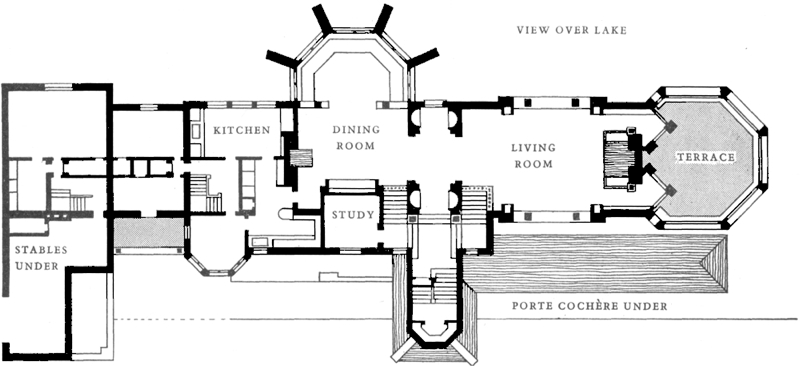 VIEW OVER LAKE
KITCHEN
DINING
ROOM
LIVING
ROOM
TERRACE
STUDY
STABLES
UNDER
PORTE COCHÈRE UNDER